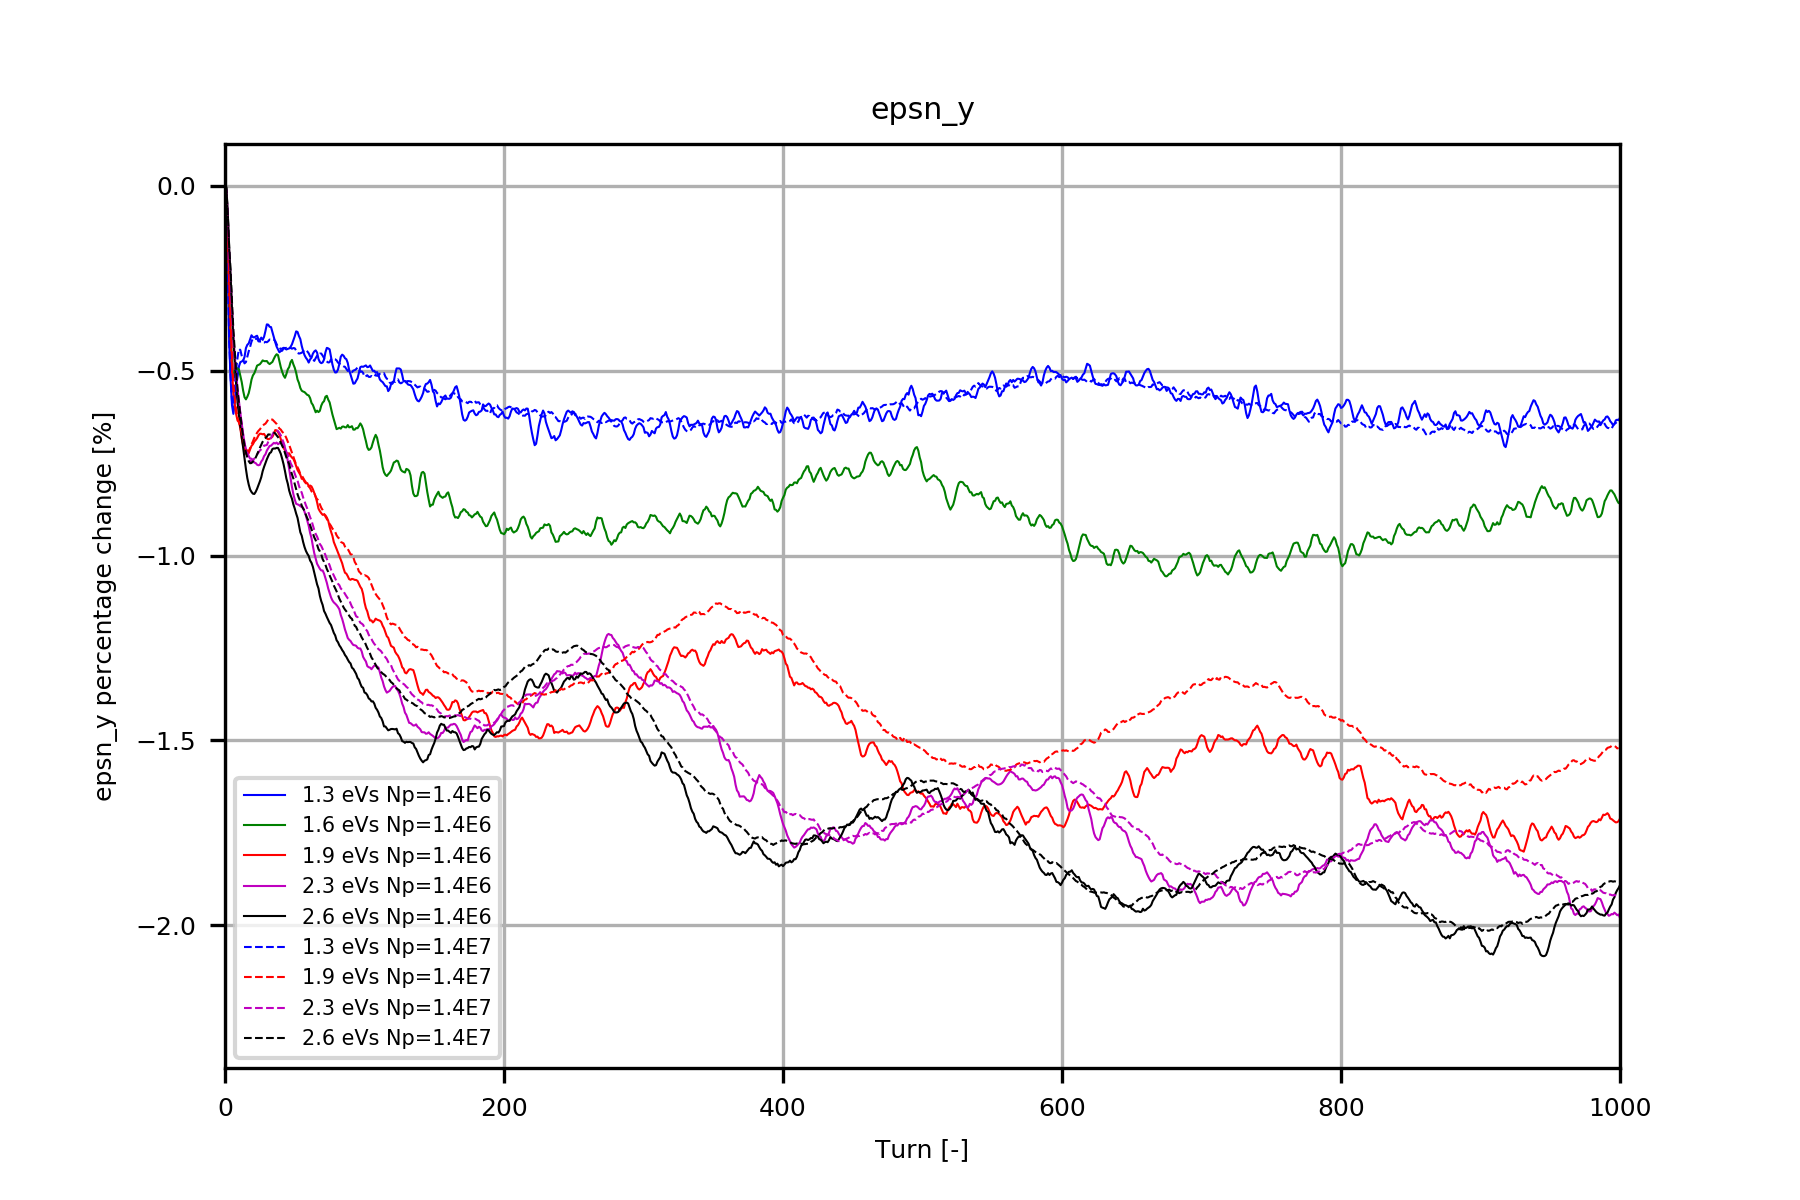 epsn_y
epsn_y percentage change [%]
0.0
−0.5
−1.0
−1.5
−2.0
1.3 eVs Np=1.4E6
1.6 eVs Np=1.4E6
1.9 eVs Np=1.4E6
2.3 eVs Np=1.4E6
2.6 eVs Np=1.4E6
1.3 eVs Np=1.4E7
1.9 eVs Np=1.4E7
2.3 eVs Np=1.4E7
2.6 eVs Np=1.4E7
0 200 400 600 800 1000
Turn [-]